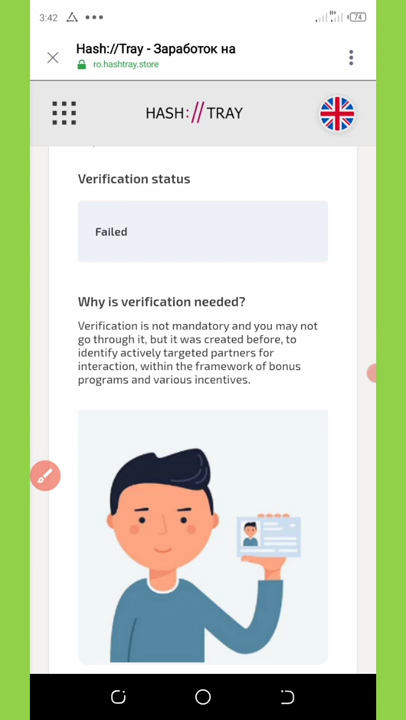 3:42
74
Hash://Tray - Заработок на
ro.hashtray.store
HASH://TRAY
Verification status
Failed
Why is verification needed?
Verification is not mandatory and you may not
go through it, but it was created before, to
identify actively targeted partners for
interaction, within the framework of bonus
programs and various incentives.